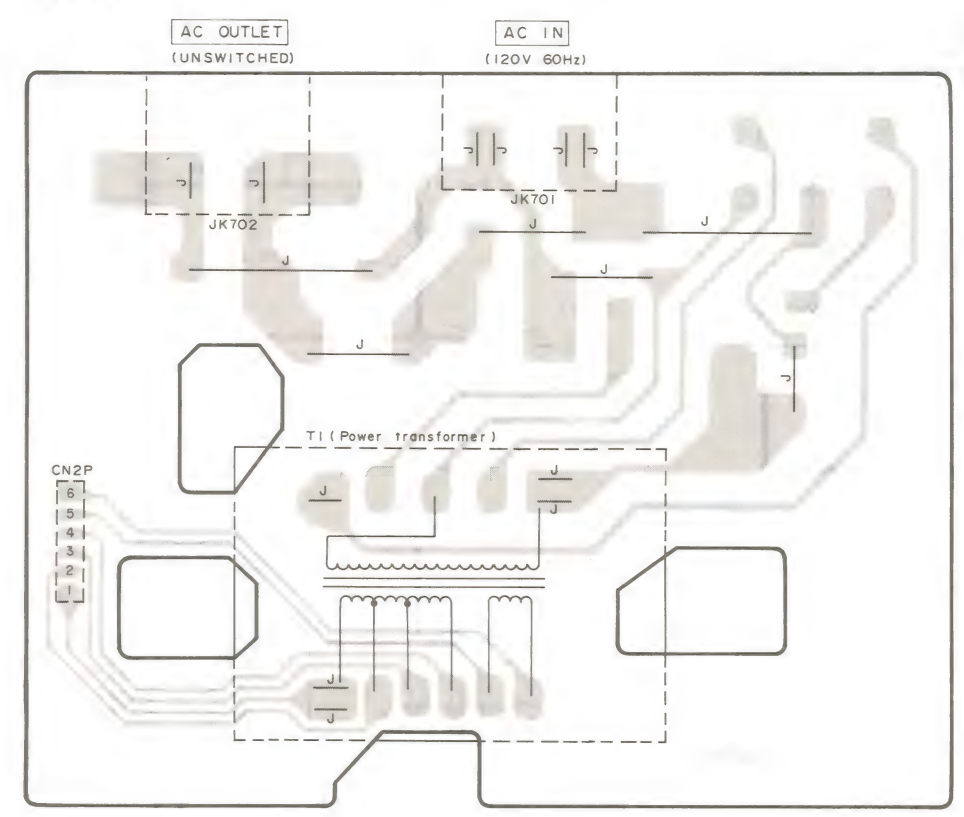 AC OUTLET
(UNSWITCHED)
AC IN
(120V 60Hz)
J
J
J
J
J
J
JK702
JK701
J
J
J
J
J
J
T1 (Power transformer)
CN2P
6
5
4
3
2
1
J
J
J
J
J